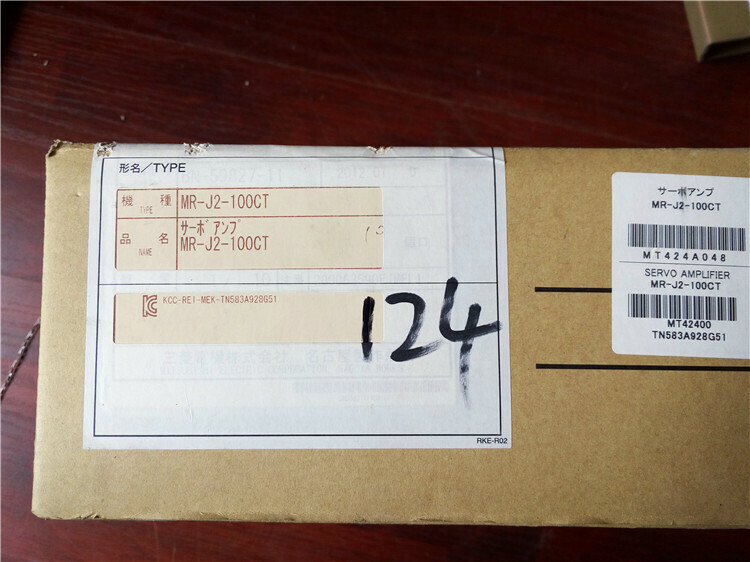 形名/TYPE
機種 TYPE MR-J2-100CT
品名 NAME サーボアンプ
MR-J2-100CT
KCC-REI-MEK-TN583A928G51
124
RKE-R02
サーボアンプ
MR-J2-100CT
MT424A048
SERVO AMPLIFIER
MR-J2-100CT
MT42400
TN583A928G51